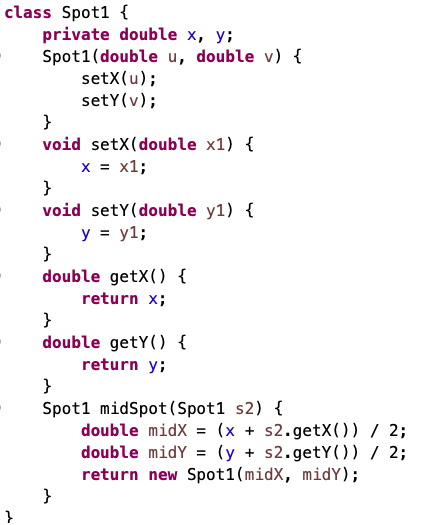 class Spot1 {
    private double x, y;
    Spot1(double u, double v) {
        setX(u);
        setY(v);
    }
    void setX(double x1) {
        x = x1;
    }
    void setY(double y1) {
        y = y1;
    }
    double getX() {
        return x;
    }
    double getY() {
        return y;
    }
    Spot1 midSpot(Spot1 s2) {
        double midX = (x + s2.getX()) / 2;
        double midY = (y + s2.getY()) / 2;
        return new Spot1(midX, midY);
    }
}